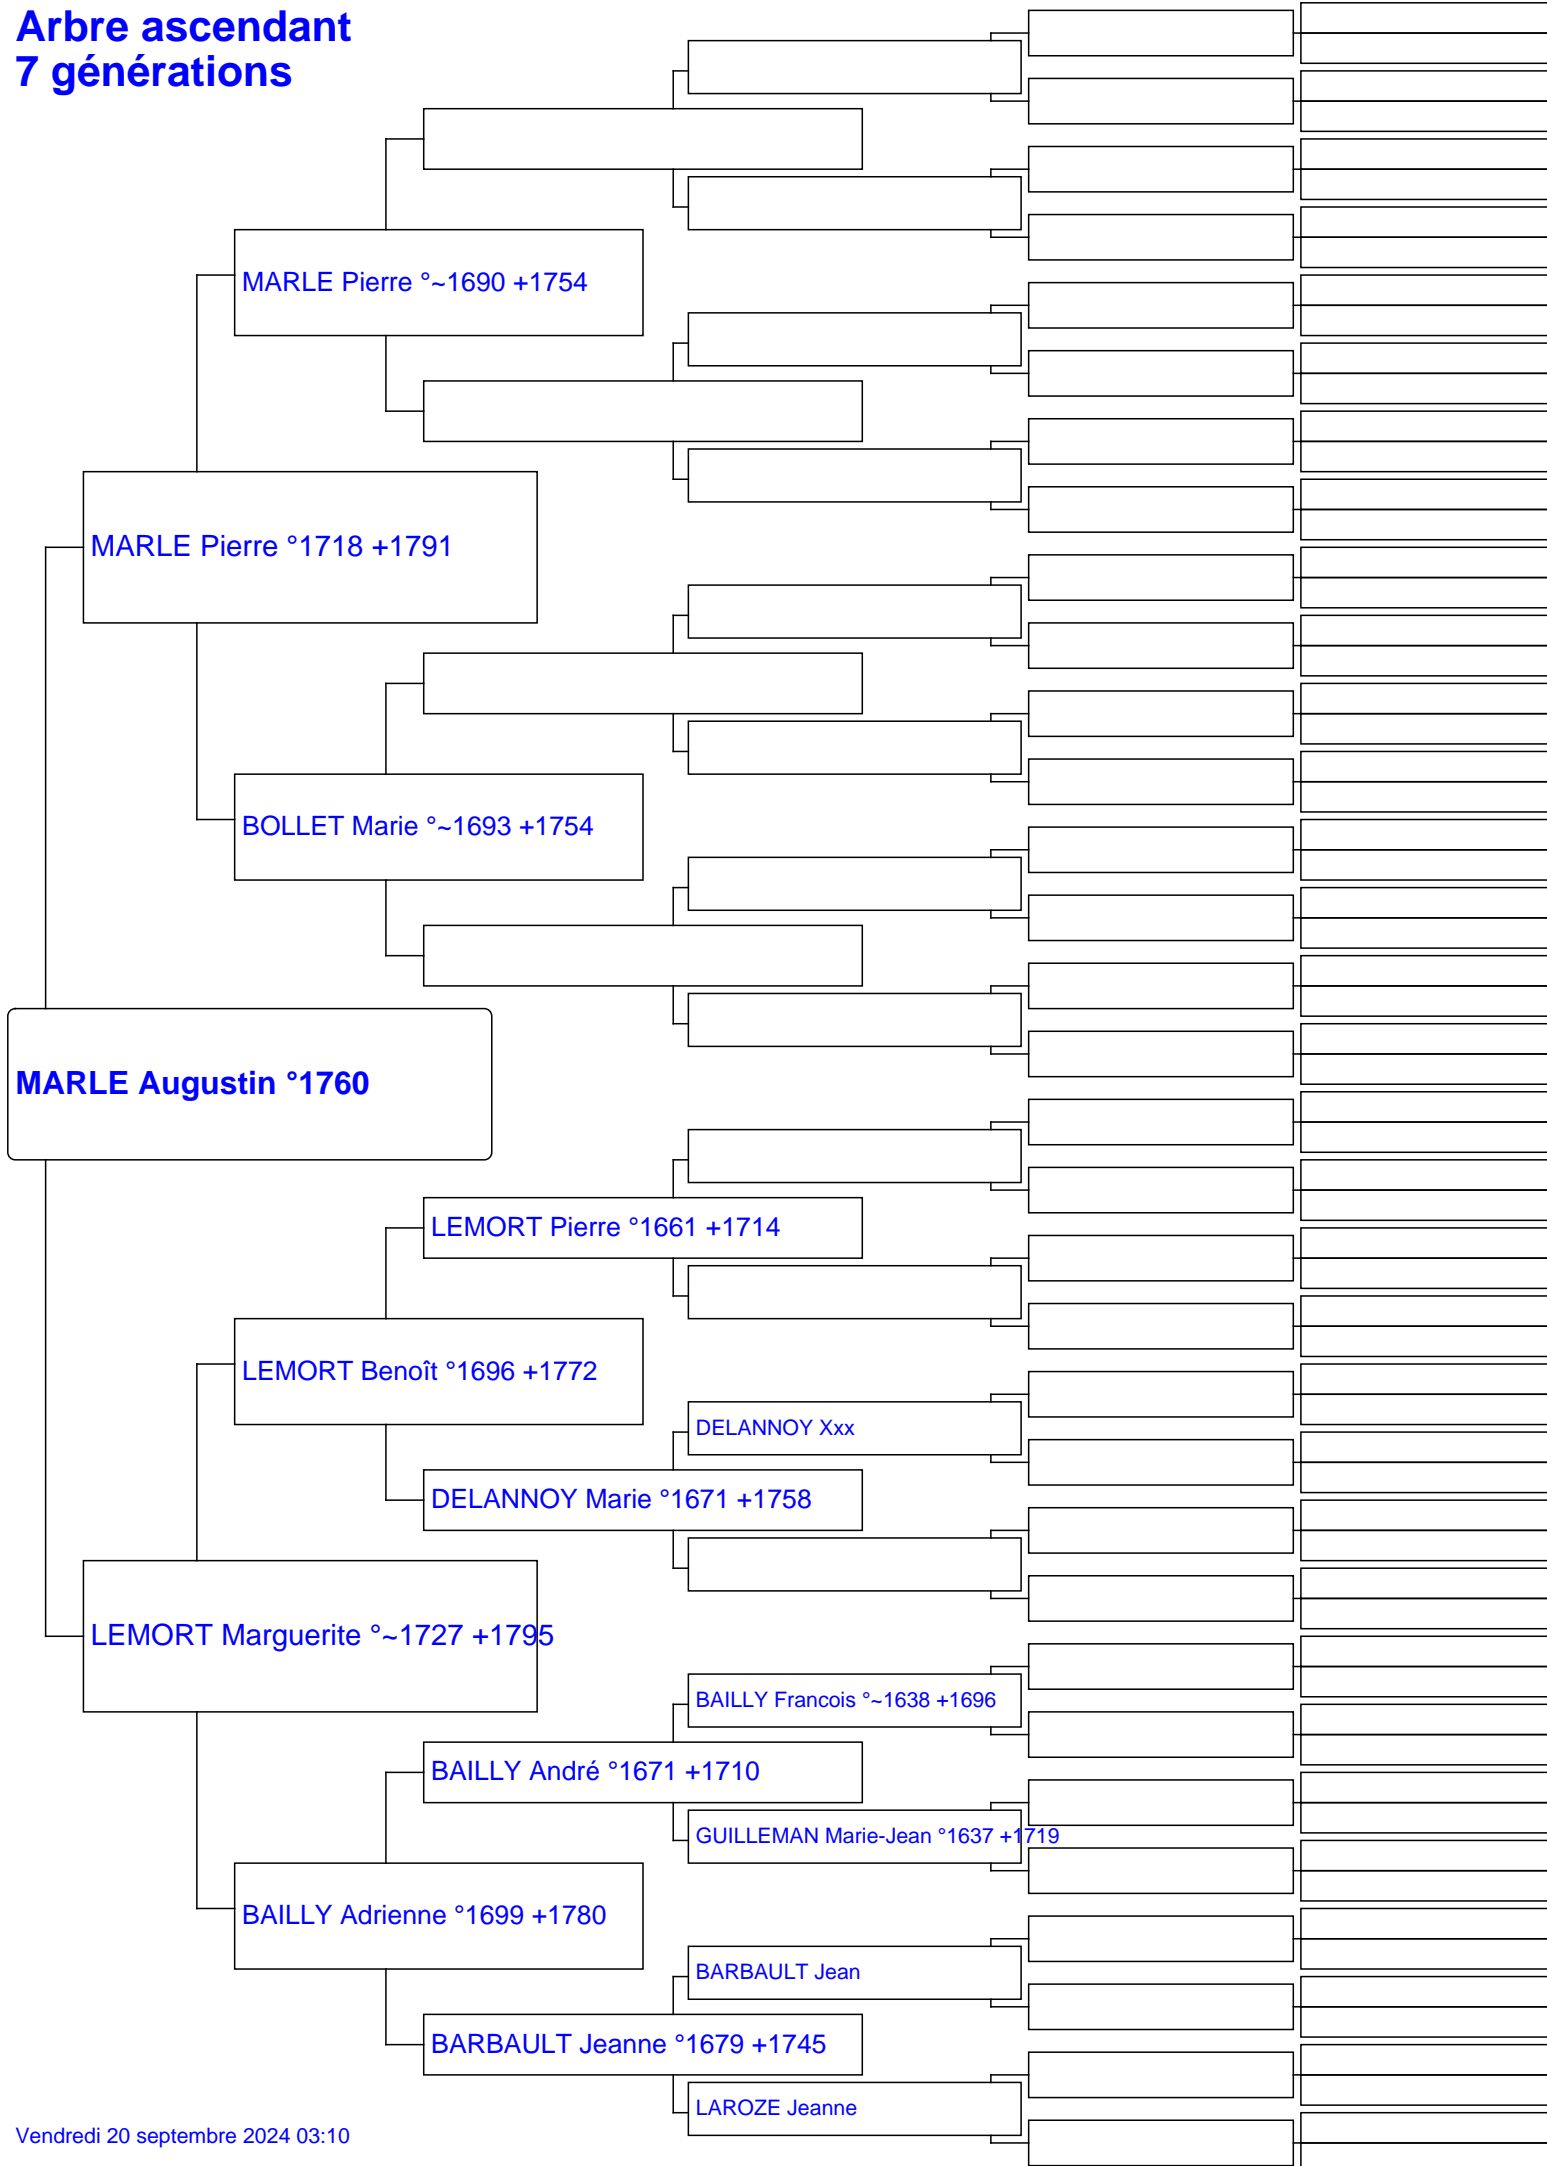 Arbre ascendant
7 générations
MARLE Pierre °~1690 +1754
MARLE Pierre °1718 +1791
BOLLET Marie °~1693 +1754
MARLE Augustin °1760
LEMORT Pierre °1661 +1714
LEMORT Benoît °1696 +1772
DELANNOY Xxx
DELANNOY Marie °1671 +1758
LEMORT Marguerite °~1727 +1795
BAILLY Francois °~1638 +1696
BAILLY André °1671 +1710
GUILLEMAN Marie-Jean °1637 +1719
BAILLY Adrienne °1699 +1780
BARBAULT Jean
BARBAULT Jeanne °1679 +1745
LAROZE Jeanne
Vendredi 20 septembre 2024 03:10